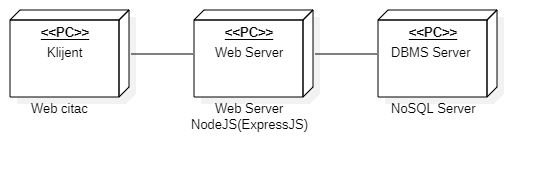 <<PC>>
Klijent
Web citac
<<PC>>
Web Server
Web Server
NodeJS(ExpressJS)
<<PC>>
DBMS Server
NoSQL Server